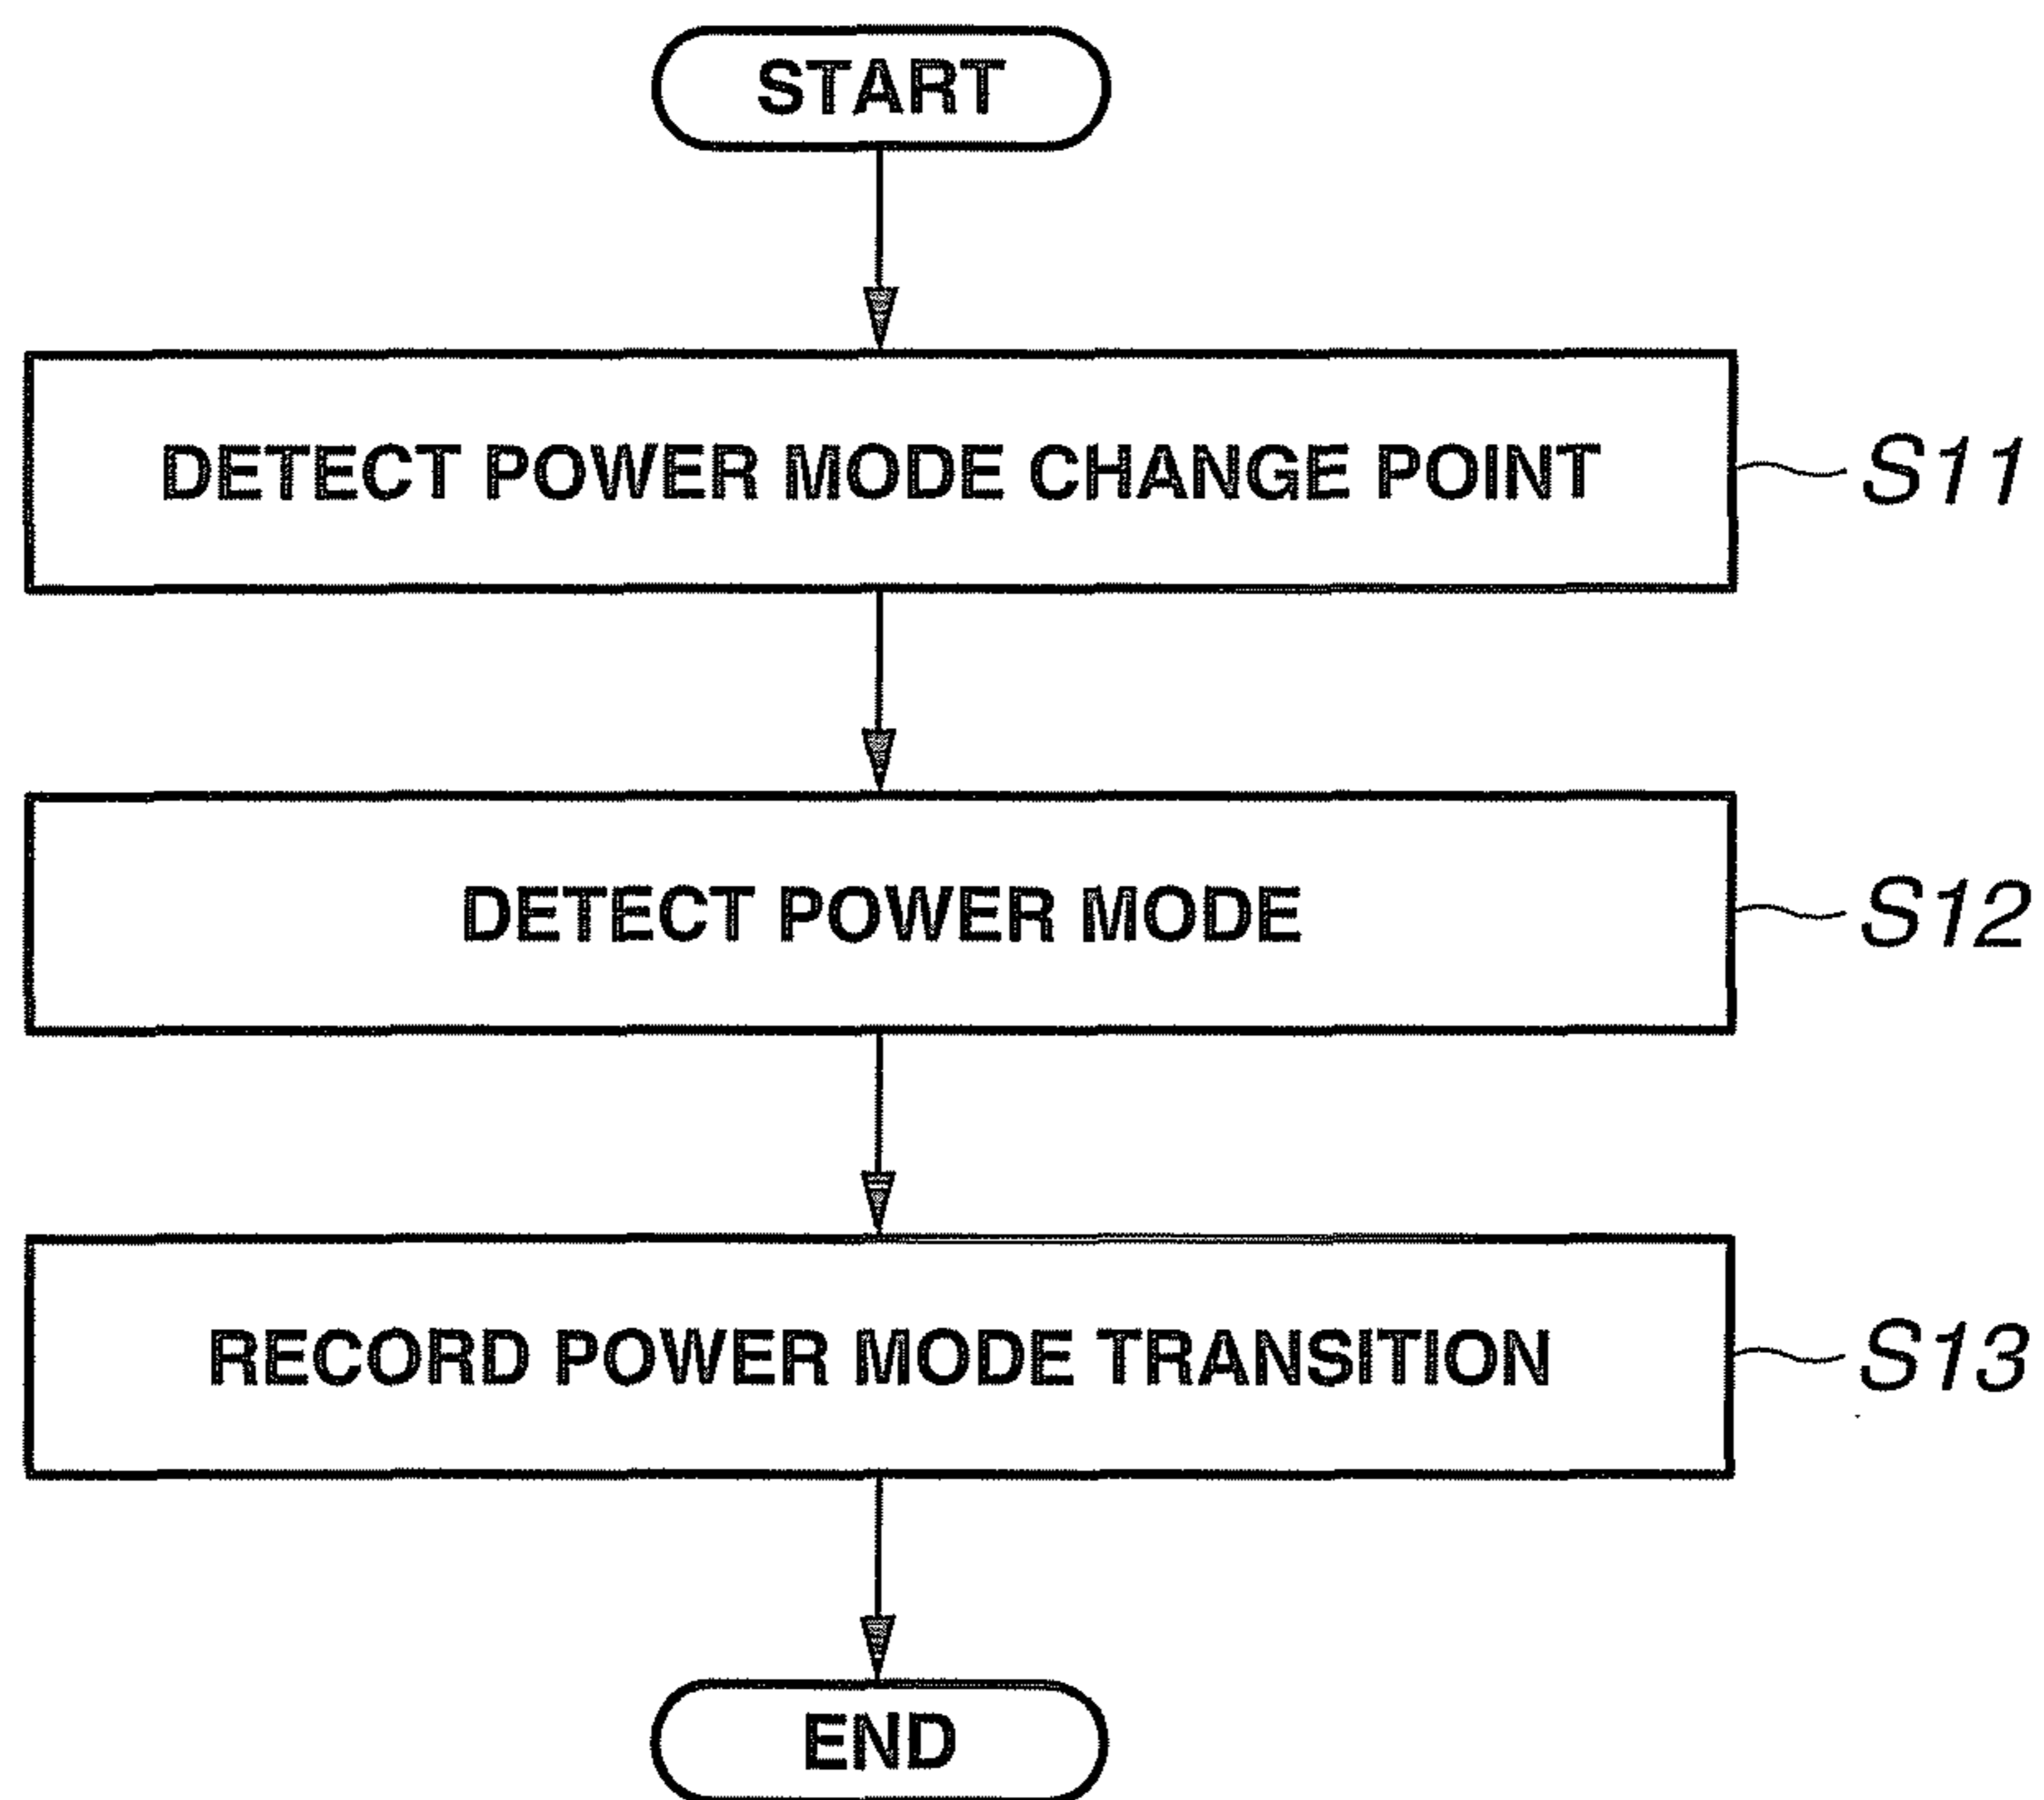 START
DETECT POWER MODE CHANGE POINT
S11
DETECT POWER MODE
S12
RECORD POWER MODE TRANSITION
S13
END